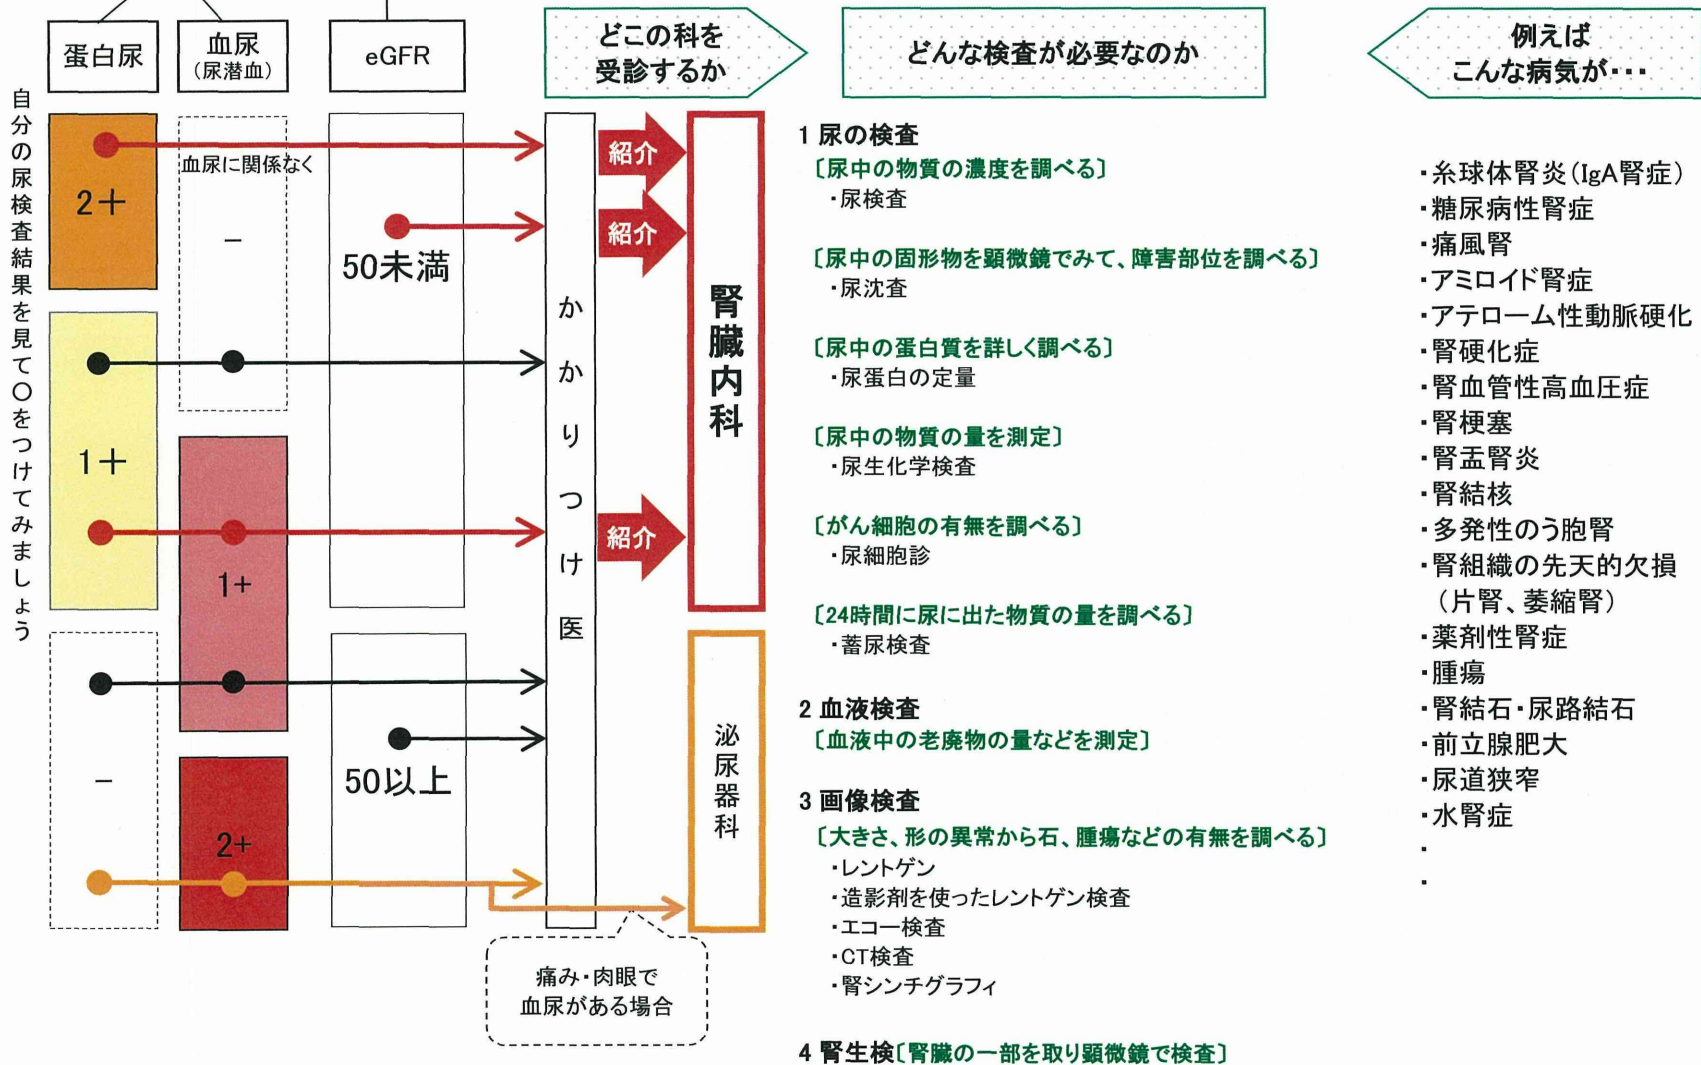 蛋白尿
血尿
(尿潜血)
eGFR
どこの科を
受診するか
どんな検査が必要なのか
例えば
こんな病気が・・・
自分の尿検査結果を見て〇をつけてみましょう
2+
血尿に関係なく
-
50未満
1+
1+
-
50以上
2+
かかりつけ医
紹介
紹介
紹介
腎臓内科
泌尿器科
痛み・肉眼で
血尿がある場合
1 尿の検査
〔尿中の物質の濃度を調べる〕
・尿検査
〔尿中の固形物を顕微鏡でみて、障害部位を調べる〕
・尿沈査
〔尿中の蛋白質を詳しく調べる〕
・尿蛋白の定量
〔尿中の物質の量を測定〕
・尿生化学検査
〔がん細胞の有無を調べる〕
・尿細胞診
〔24時間に尿に出た物質の量を調べる〕
・蓄尿検査
2 血液検査
〔血液中の老廃物の量などを測定〕
3 画像検査
〔大きさ、形の異常から石、腫瘍などの有無を調べる〕
・レントゲン
・造影剤を使ったレントゲン検査
・エコー検査
・CT検査
・腎シンチグラフィ
4 腎生検〔腎臓の一部を取り顕微鏡で検査〕
・糸球体腎炎(IgA腎症)
・糖尿病性腎症
・痛風腎
・アミロイド腎症
・アテローム性動脈硬化
・腎硬化症
・腎血管性高血圧症
・腎梗塞
・腎盂腎炎
・腎結核
・多発性のう胞腎
・腎組織の先天的欠損
(片腎、萎縮腎)
・薬剤性腎症
・腫瘍
・腎結石・尿路結石
・前立腺肥大
・尿道狭窄
・水腎症
・
・